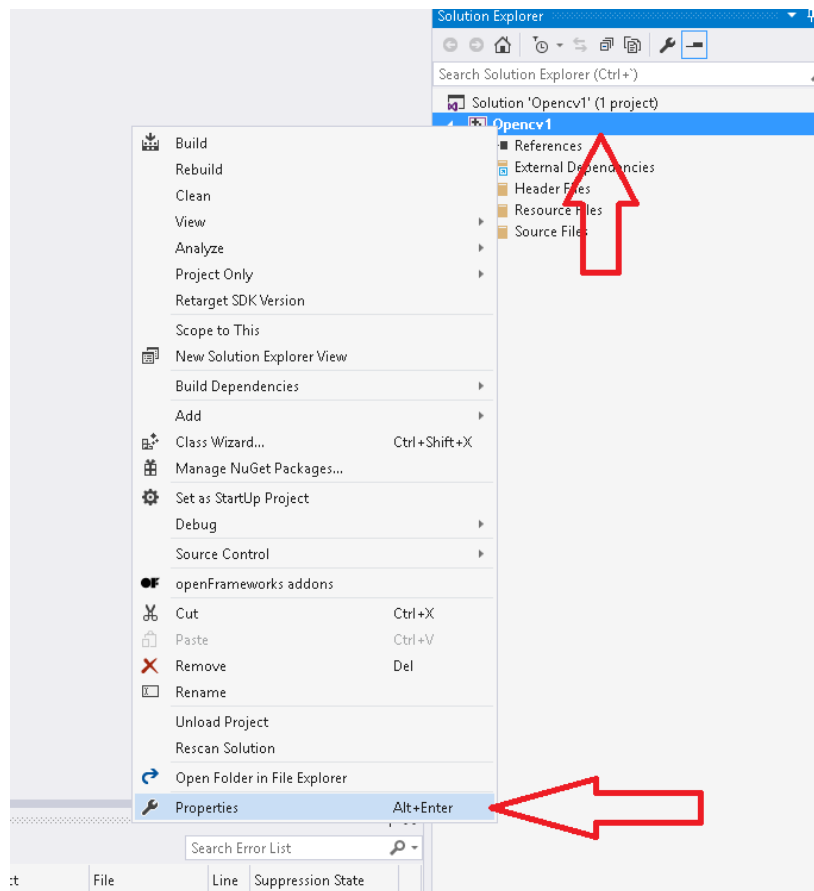 Solution Explorer
Search Solution Explorer (Ctrl+`)
Solution 'Opencv1' (1 project)
Opencv1
References
External Dependencies
Header Files
Resource Files
Source Files
Build
Rebuild
Clean
View
Analyze
Project Only
Retarget SDK Version
Scope to This
New Solution Explorer View
Build Dependencies
Add
Class Wizard... Ctrl+Shift+X
Manage NuGet Packages...
Set as StartUp Project
Debug
Source Control
OF openFrameworks addons
Cut Ctrl+X
Paste Ctrl+V
Remove Del
Rename
Unload Project
Rescan Solution
Open Folder in File Explorer
Properties Alt+Enter
Search Error List
ct File Line Suppression State